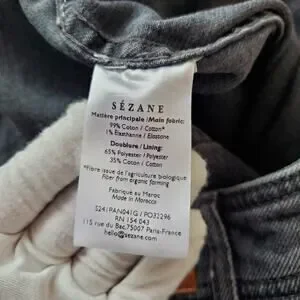 SÉZANE
Matière principale /Main fabric:
99% Coton / Cotton*
1% Elasthanne / Elastane
Doublure / Lining:
65% Polyester / Polyester
35% Coton / Cotton
*Fibre issue de l'agriculture biologique
Fiber from organic farming
Fabriqué au Maroc
Made in Morocco
S241PAN041G / PO32296
RN 154 043
115 rue du Bac.75007 Paris-France
hello@sezane.com